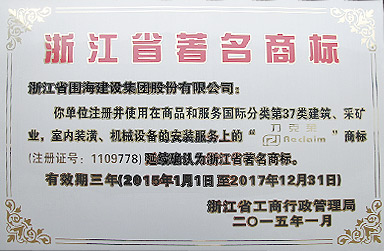 浙江省著名商标
浙江省围海建设集团股份有限公司：
你单位注册并使用在商品和服务国际分类第37类建筑、采矿
业，室内装潢、机械设备的安装服务上的“力克莱 Reclaim”商标
(注册证号：1109778) 延续确认为浙江省著名商标。
有效期三年(2015年1月1日至2017年12月31日)
浙江省工商行政管理局
二〇一五年一月